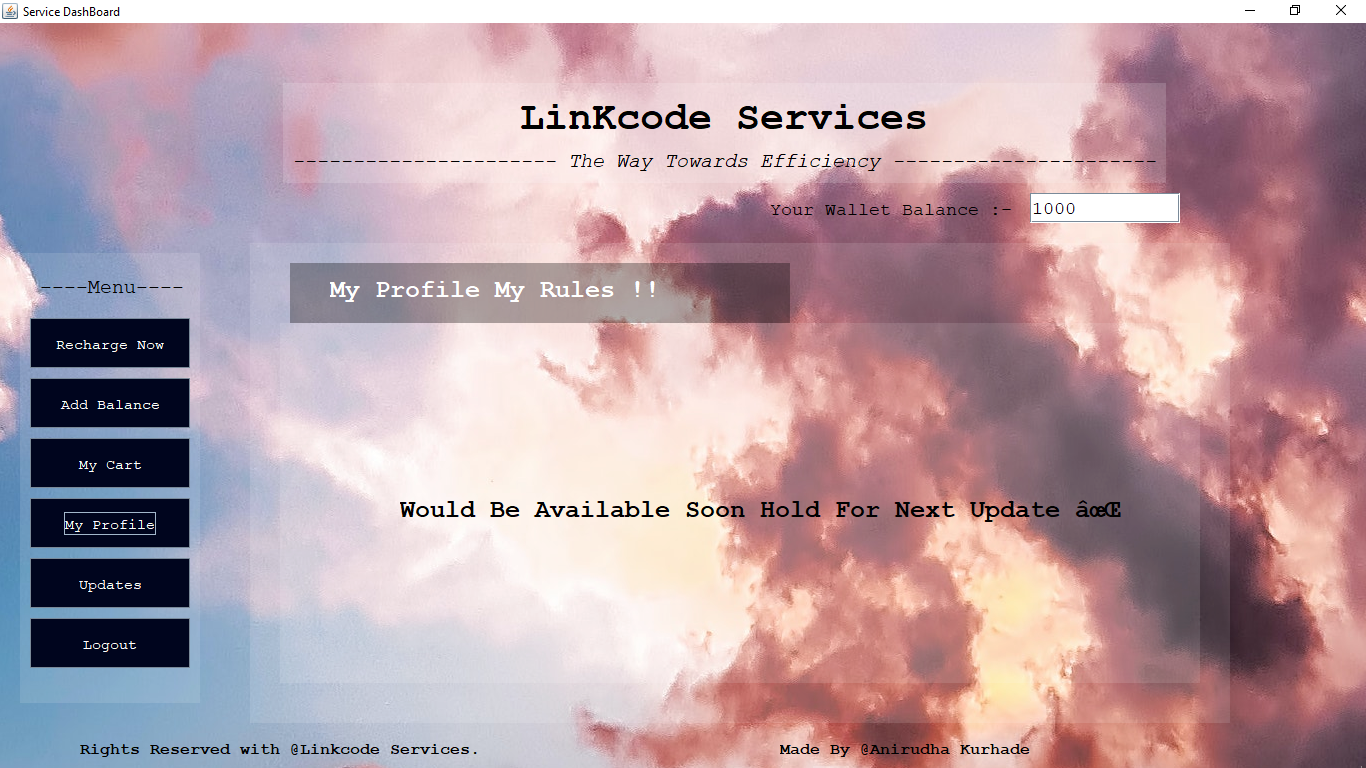 Service DashBoard
LinKcode Services
---------------------- The Way Towards Efficiency ----------------------
Your Wallet Balance :- 1000
----Menu----
My Profile My Rules !!
Recharge Now
Add Balance
My Cart
My Profile
Updates
Logout
Would Be Available Soon Hold For Next Update âœŒ
Rights Reserved with @Linkcode Services.
Made By @Anirudha Kurhade